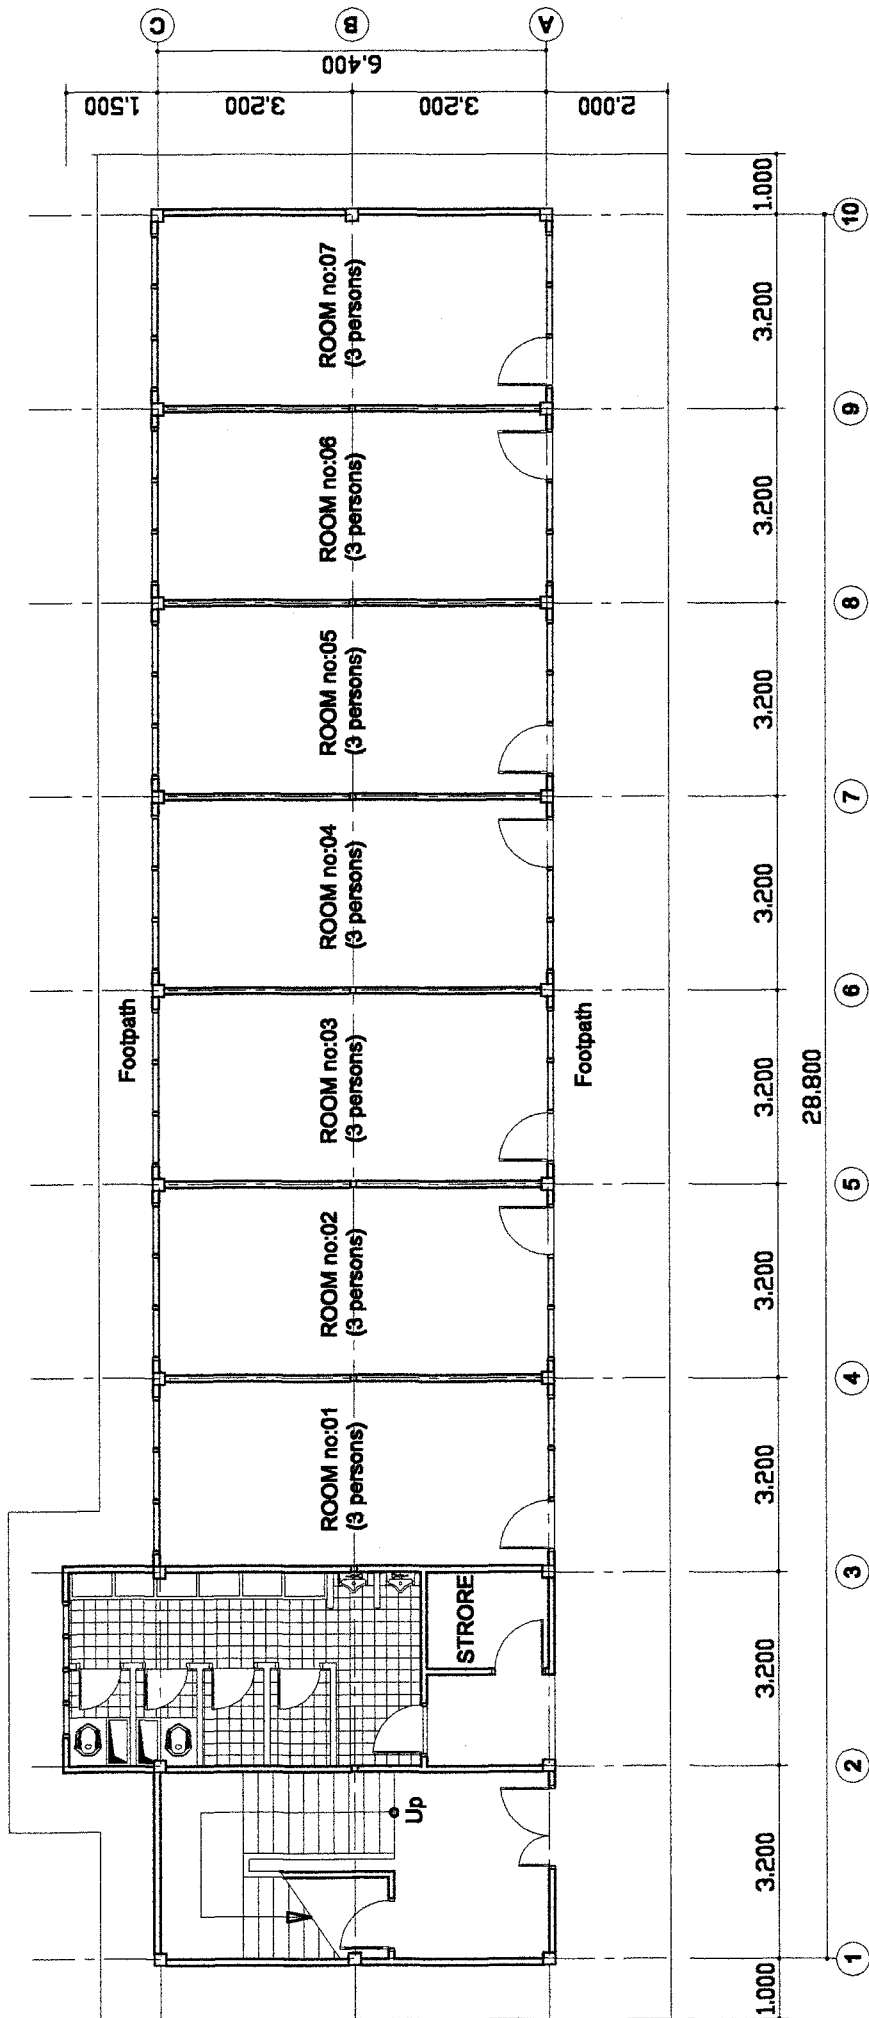 C
B
A
6.400
1.500
3.200
3.200
2.000
ROOM no:07
(3 persons)
ROOM no:06
(3 persons)
ROOM no:05
(3 persons)
ROOM no:04
(3 persons)
ROOM no:03
(3 persons)
ROOM no:02
(3 persons)
ROOM no:01
(3 persons)
Footpath
Footpath
STRORE
Up
1.000
3.200
3.200
3.200
3.200
3.200
3.200
3.200
3.200
3.200
1.000
28.800
10
9
8
7
6
5
4
3
2
1